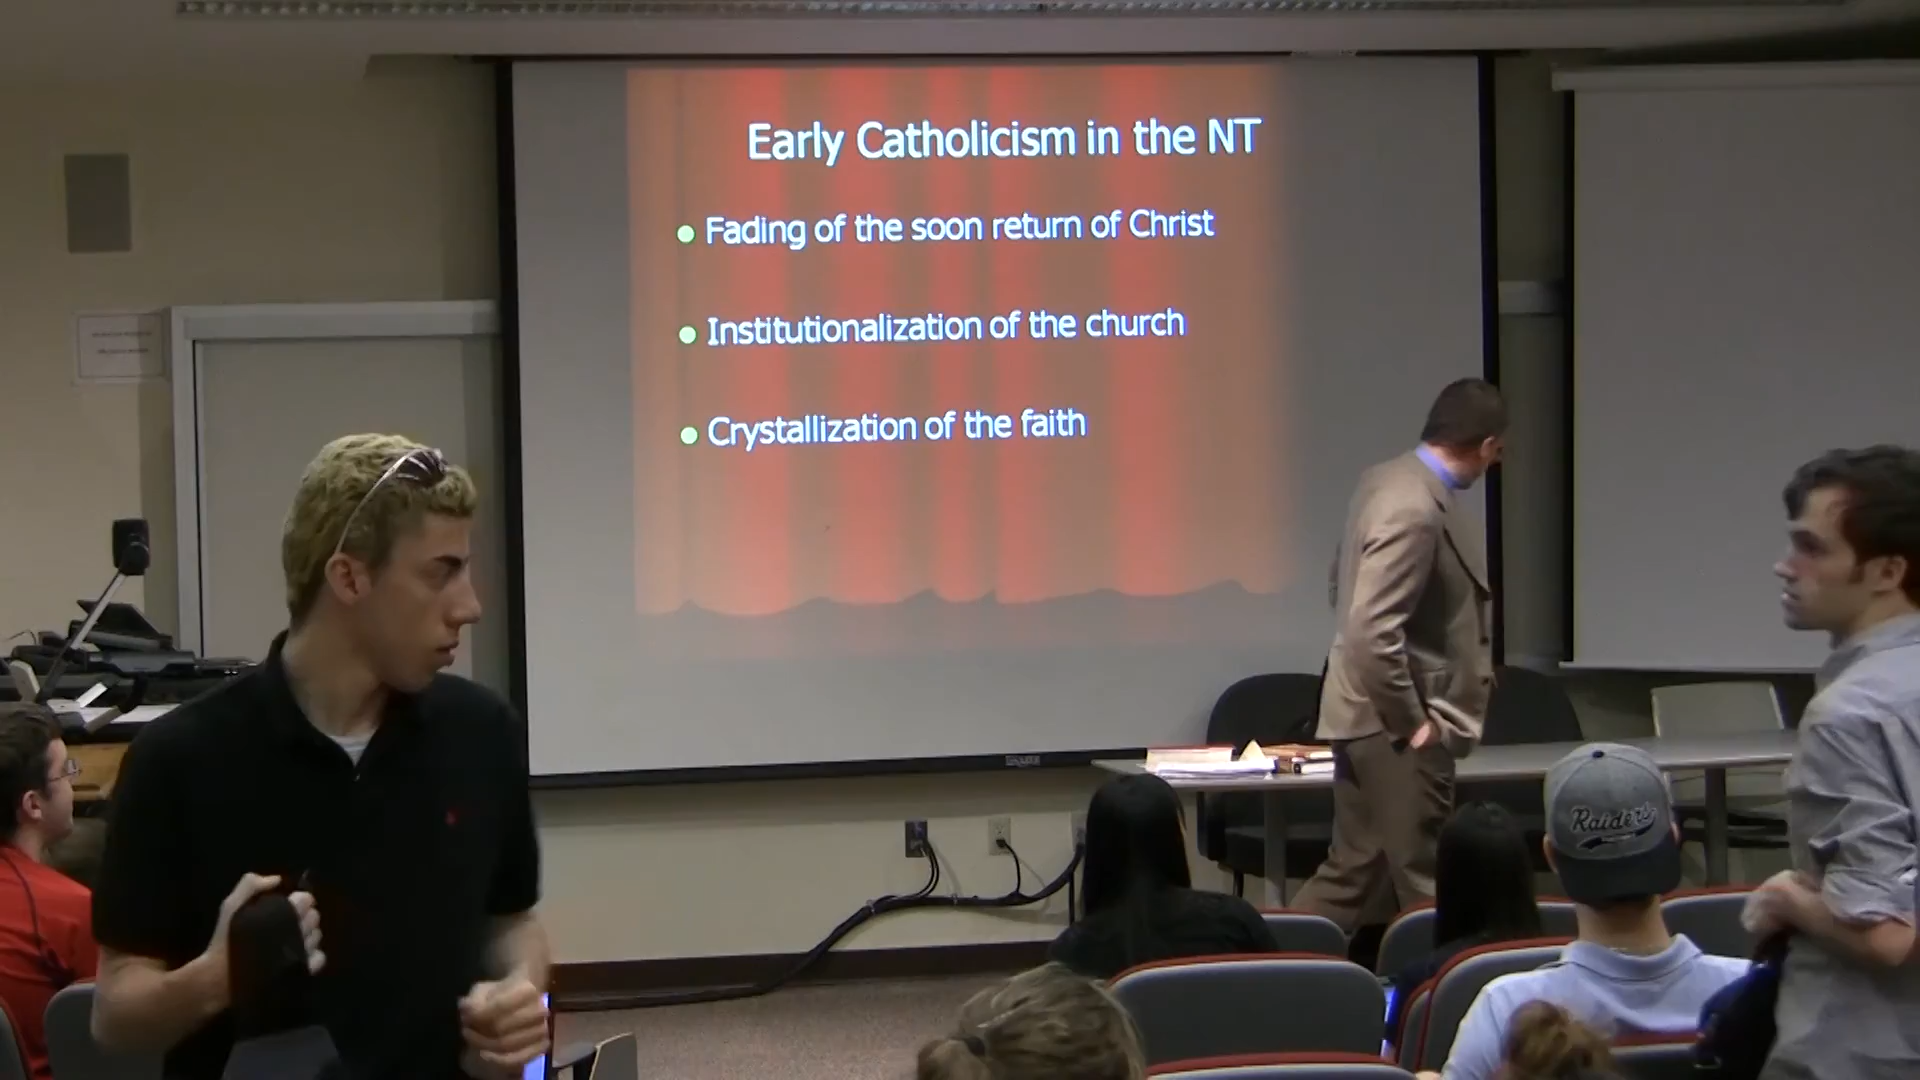 Early Catholicism in the NT
Fading of the soon return of Christ
Institutionalization of the church
Crystallization of the faith
Raiders